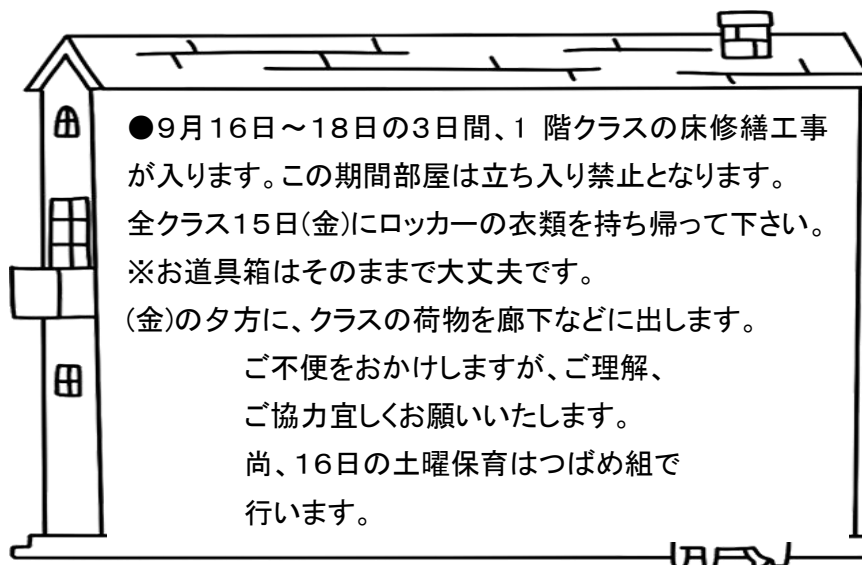 ●9月16日～18日の3日間、1 階クラスの床修繕工事
が入ります。この期間部屋は立ち入り禁止となります。
全クラス15日(金)にロッカーの衣類を持ち帰って下さい。
※お道具箱はそのままで大丈夫です。
(金)の夕方に、クラスの荷物を廊下などに出します。
ご不便をおかけしますが、ご理解、
ご協力宜しくお願いいたします。
尚、16日の土曜保育はつばめ組で
行います。